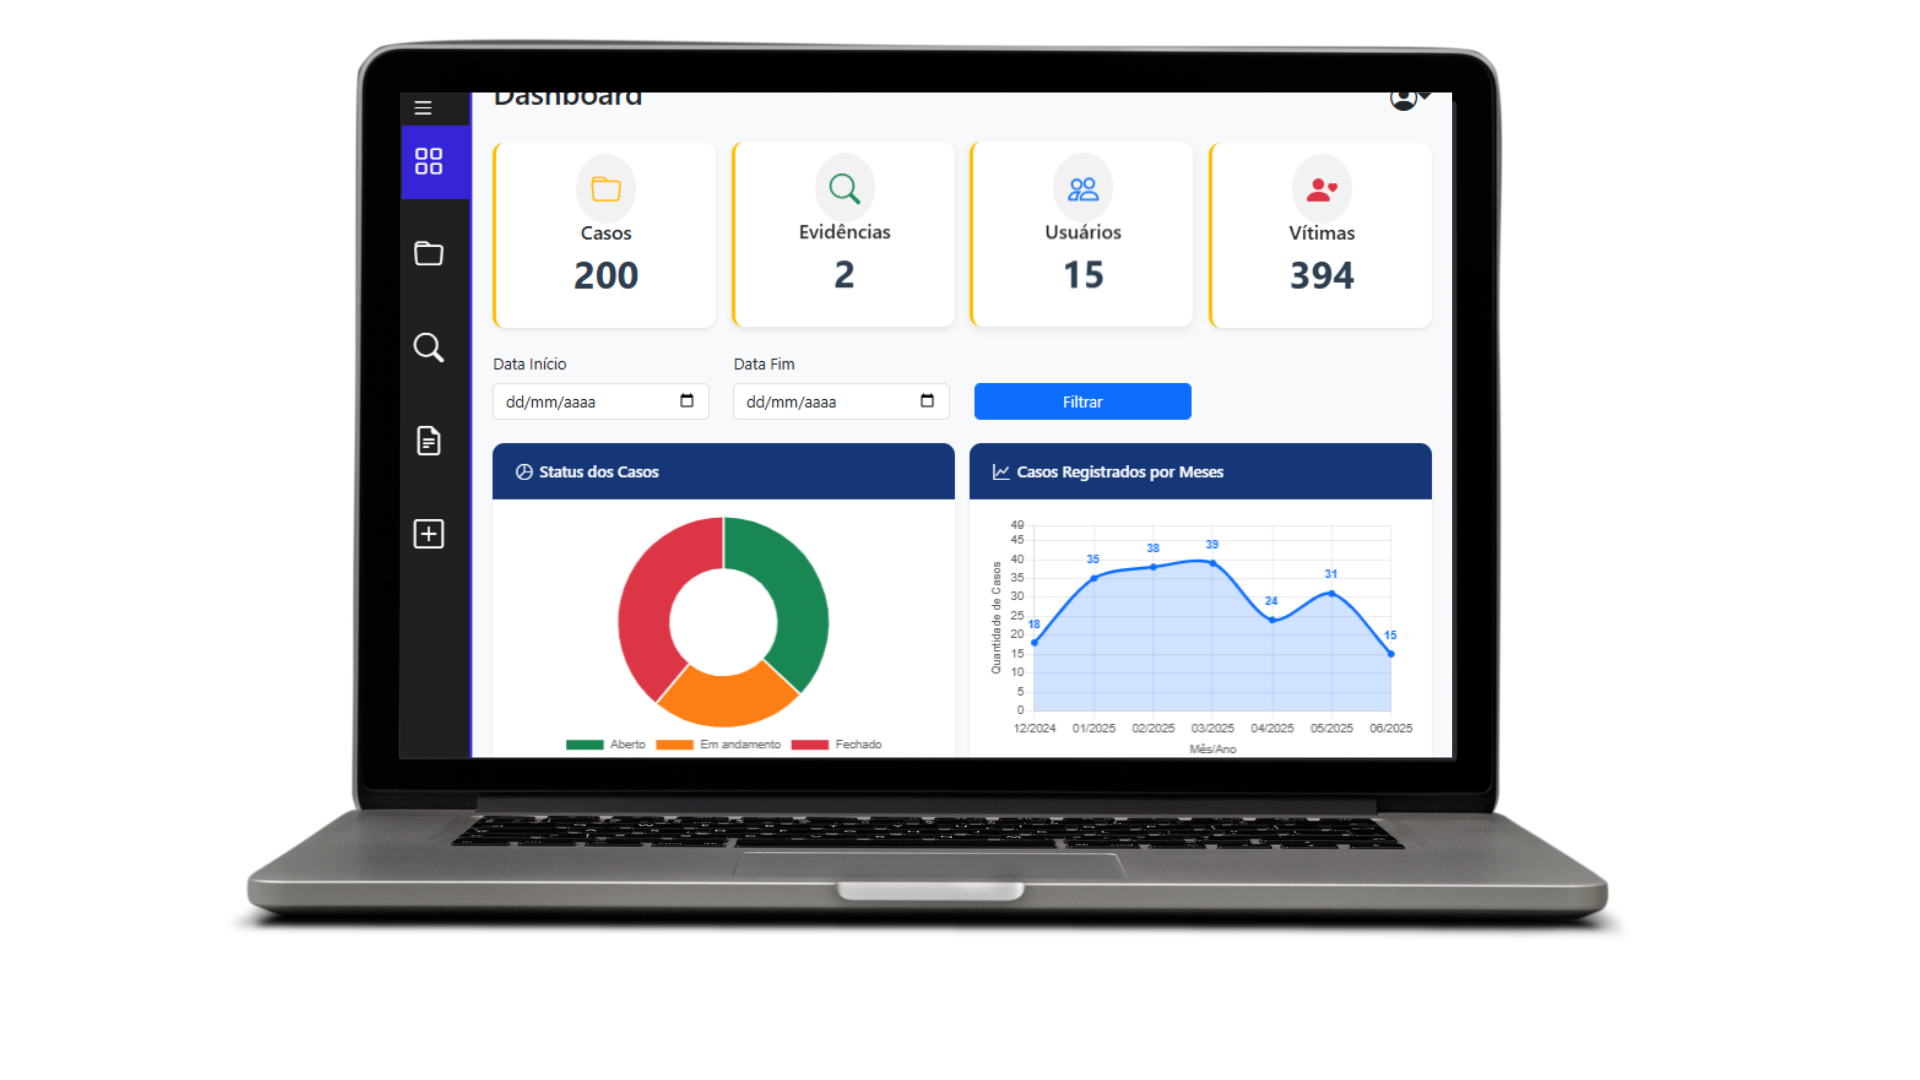 Dashboard
Casos
200
Evidências
2
Usuários
15
Vítimas
394
Data Início
Data Fim
dd/mm/aaaa
dd/mm/aaaa
Filtrar
Status dos Casos
Aberto Em andamento Fechado
Casos Registrados por Meses
Quantidade de Casos
49
45
40
35
30
25
20
15
10
5
0
18
35
38
39
24
31
15
12/2024 01/2025 02/2025 03/2025 04/2025 05/2025 06/2025
Mês/Ano